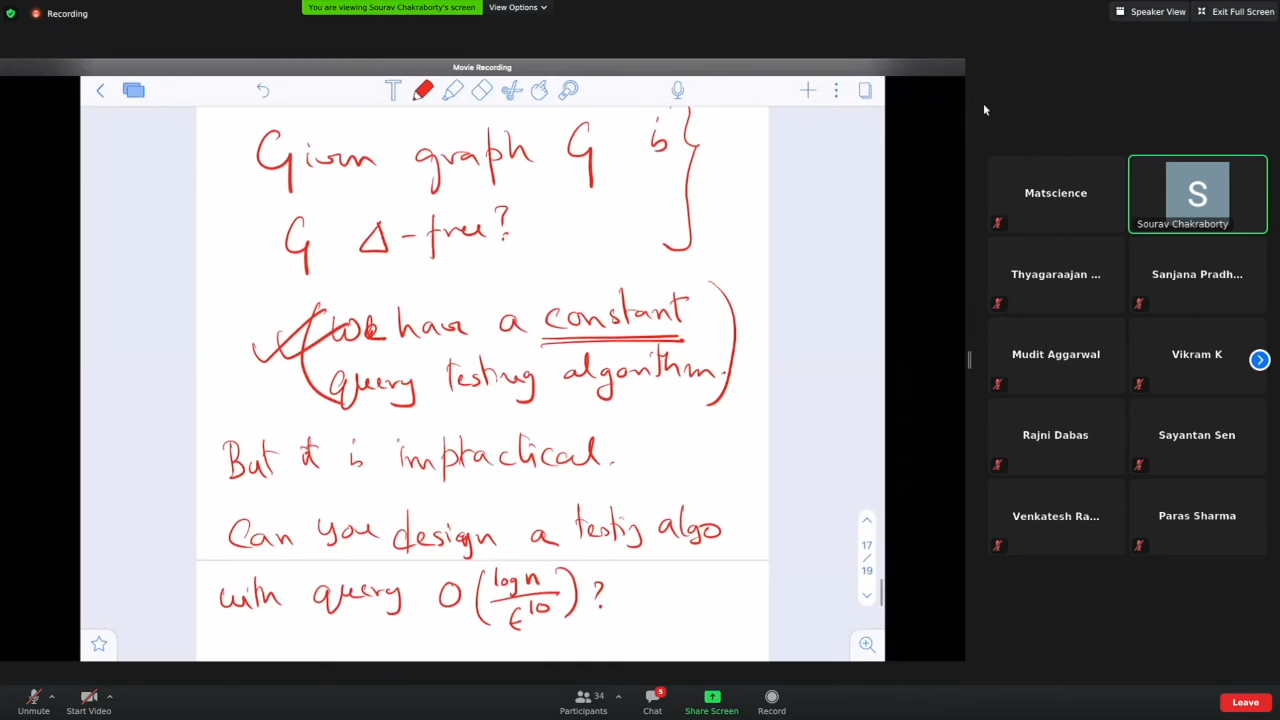 Recording
You are viewing Sourav Chakraborty's screen
View Options
Speaker View
Exit Full Screen
Movie Recording
Given graph G is
G Δ-free?
(We have a constant
query testing algorithm.)
But it is impractical.
Can you design a testig algo
with query O(log n / ε^10)?
17
/
19
Matscience
S
Sourav Chakraborty
Thyagaraajan ...
Sanjana Pradh...
Mudit Aggarwal
Vikram K
Rajni Dabas
Sayantan Sen
Venkatesh Ra...
Paras Sharma
Unmute
Start Video
34
Participants
5
Chat
Share Screen
Record
Leave